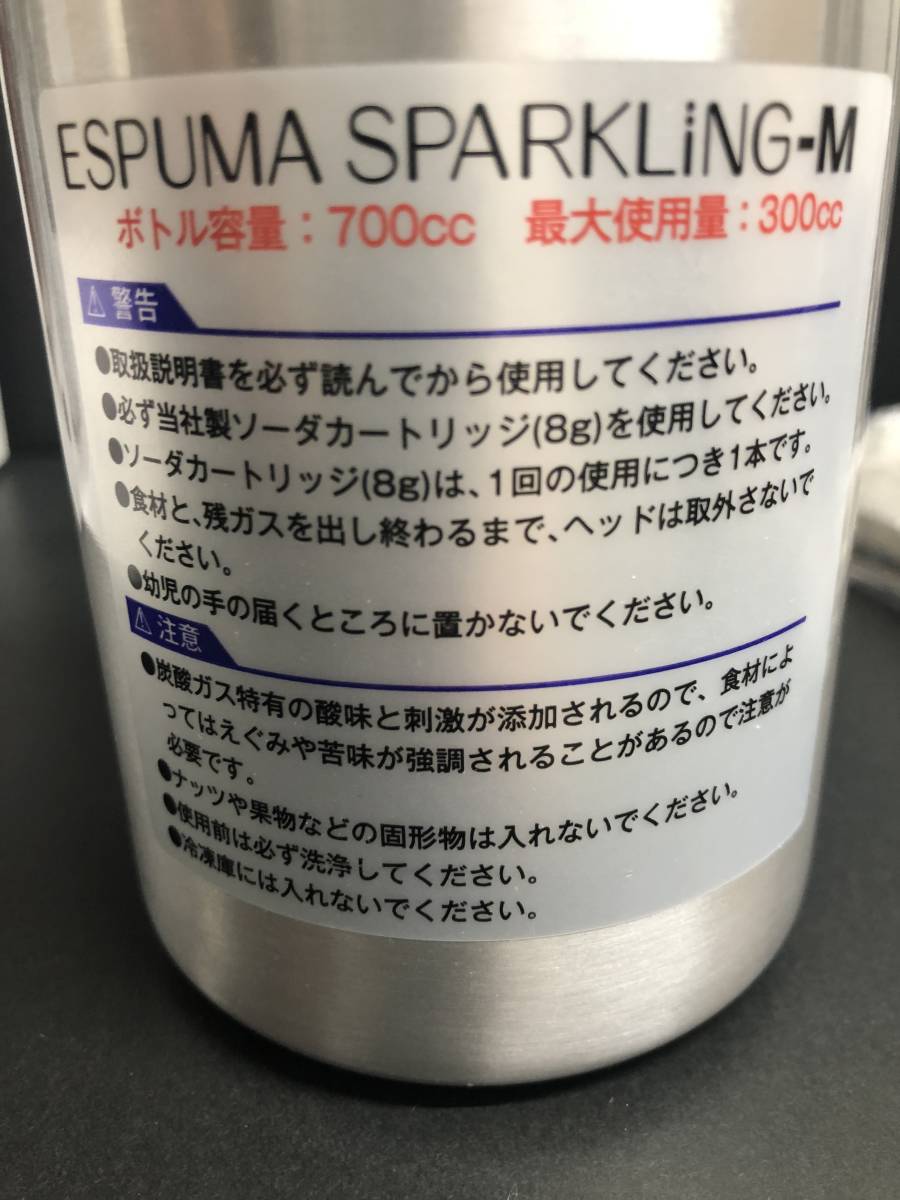 ESPUMA SPARKLiNG-M
ボトル容量：700cc 最大使用量：300cc
⚠ 警告
●取扱説明書を必ず読んでから使用してください。
●必ず当社製ソーダカートリッジ(8g)を使用してください。
●ソーダカートリッジ(8g)は、1回の使用につき1本です。
●食材と、残ガスを出し終わるまで、ヘッドは取外さないで
ください。
●幼児の手の届くところに置かないでください。
⚠ 注意
●炭酸ガス特有の酸味と刺激が添加されるので、食材によ
ってはえぐみや苦味が強調されることがあるので注意が
必要です。
●ナッツや果物などの固形物は入れないでください。
●使用前は必ず洗浄してください。
●冷凍庫には入れないでください。